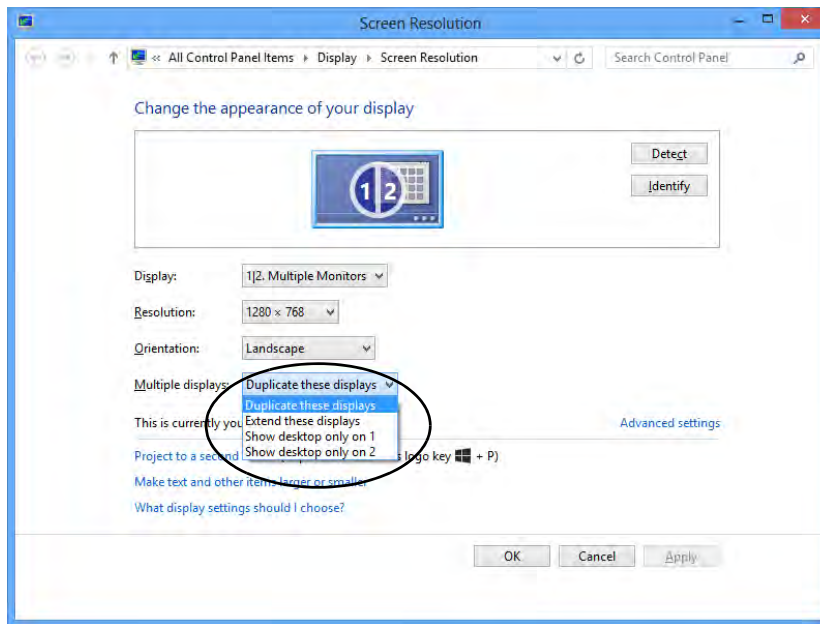 Screen Resolution
« All Control Panel Items Display Screen Resolution Search Control Panel
Change the appearance of your display
Detect
Identify
1 2
Display: 1|2. Multiple Monitors
Resolution: 1280 × 768
Orientation: Landscape
Multiple displays: Duplicate these displays
Duplicate these displays
Extend these displays
Show desktop only on 1
Show desktop only on 2
This is currently Advanced settings
Project to a second logo key + P)
Make text and other items larger or smaller
What display settings should I choose?
OK Cancel Apply